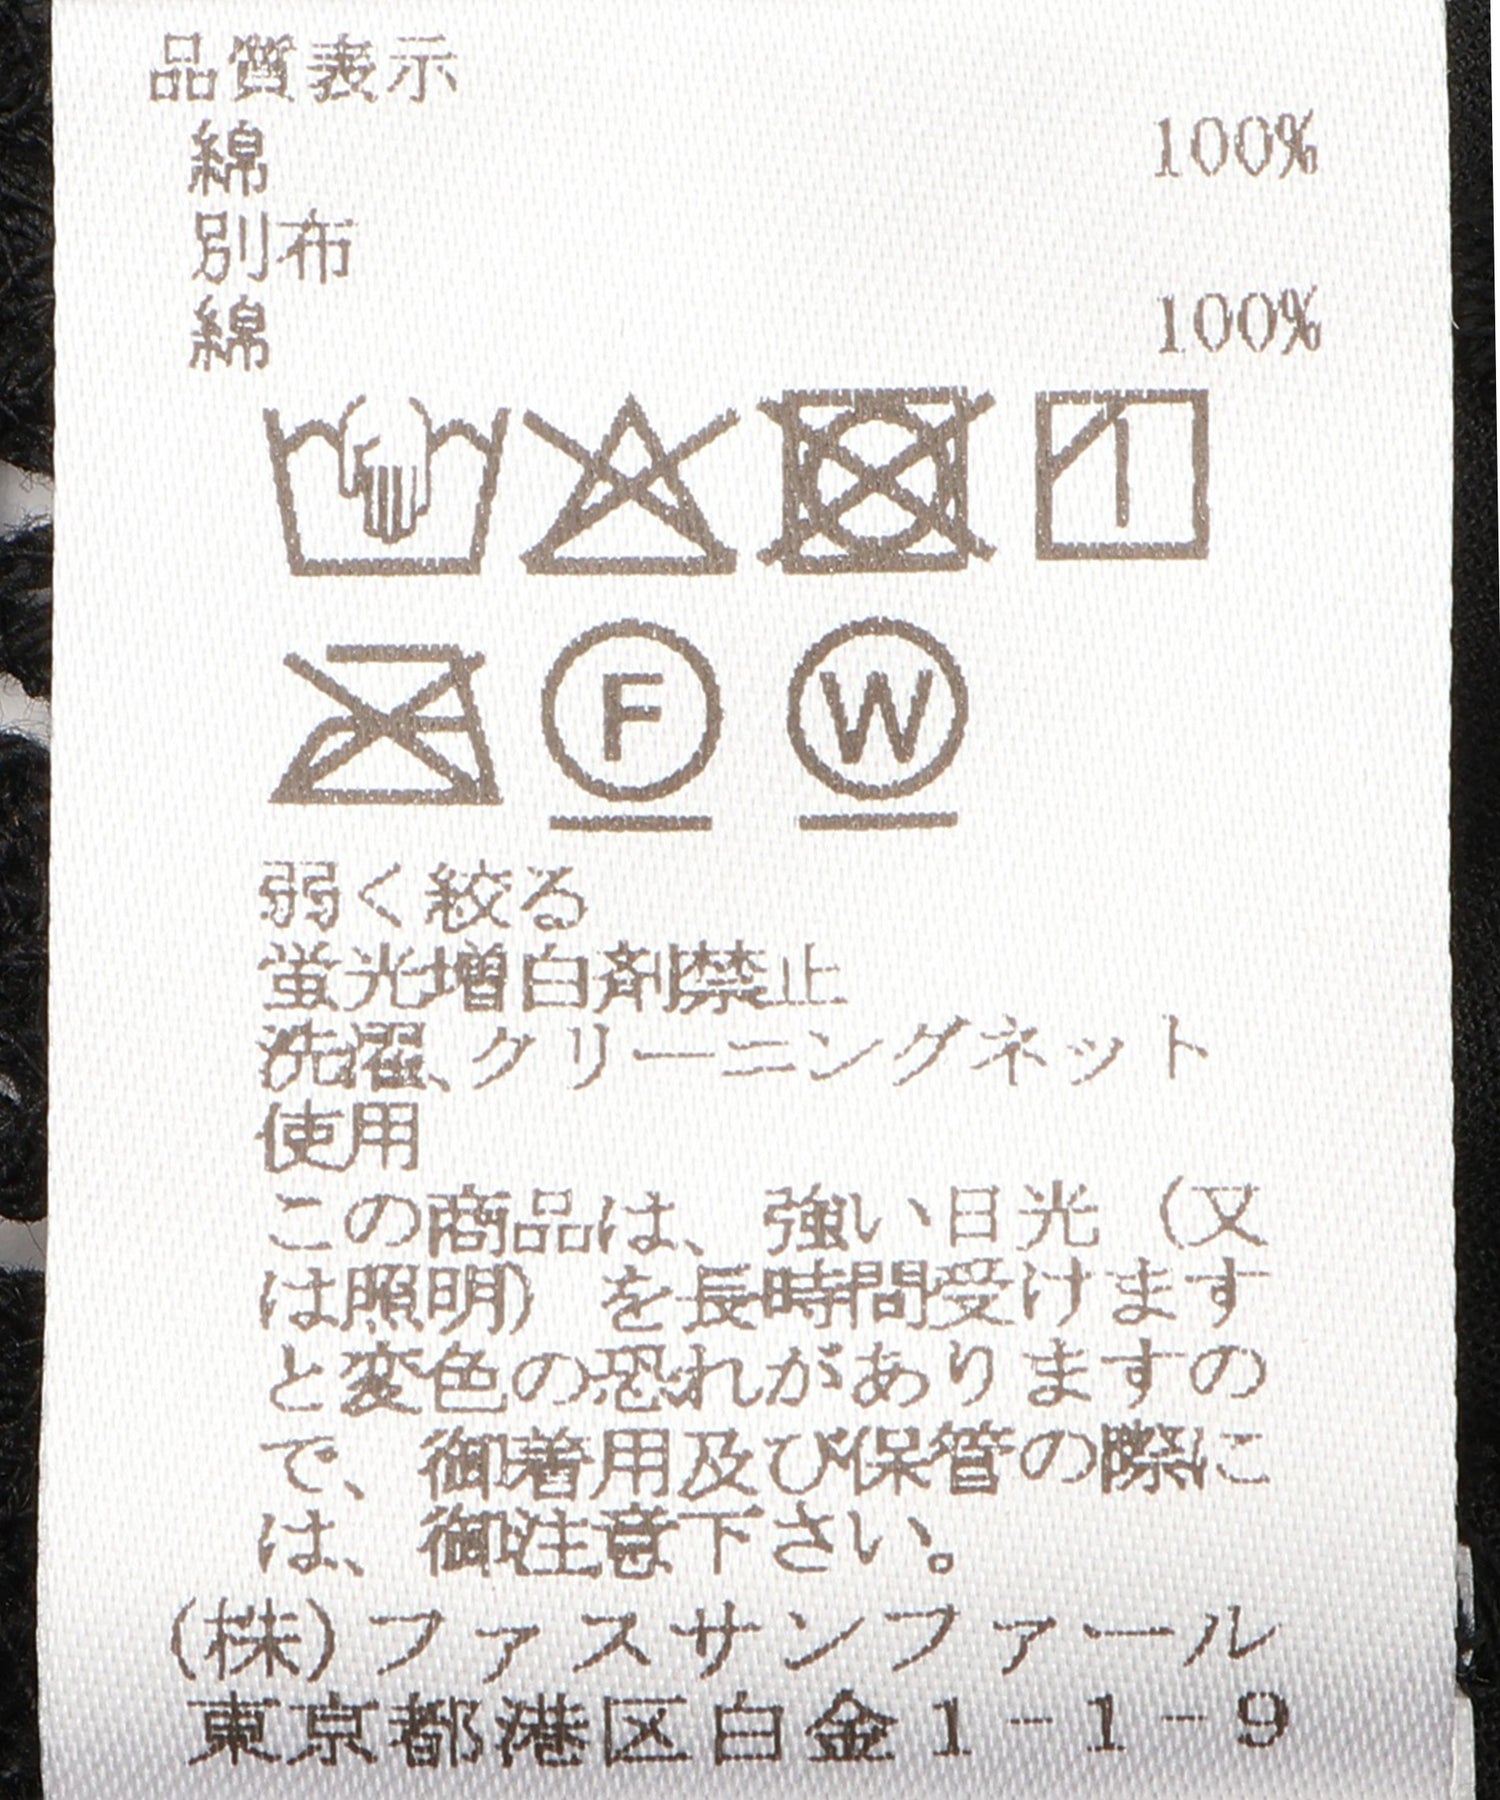 品質表示
綿 100%
別布
綿 100%
F W
弱く絞る
蛍光増白剤禁止
洗濯、クリーニングネット
使用
この商品は、強い日光（又
は照明）を長時間受けます
と変色の恐れがありますの
で、御着用及び保管の際に
は、御注意下さい。
(株)ファスサンファール
東京都港区白金1-1-9